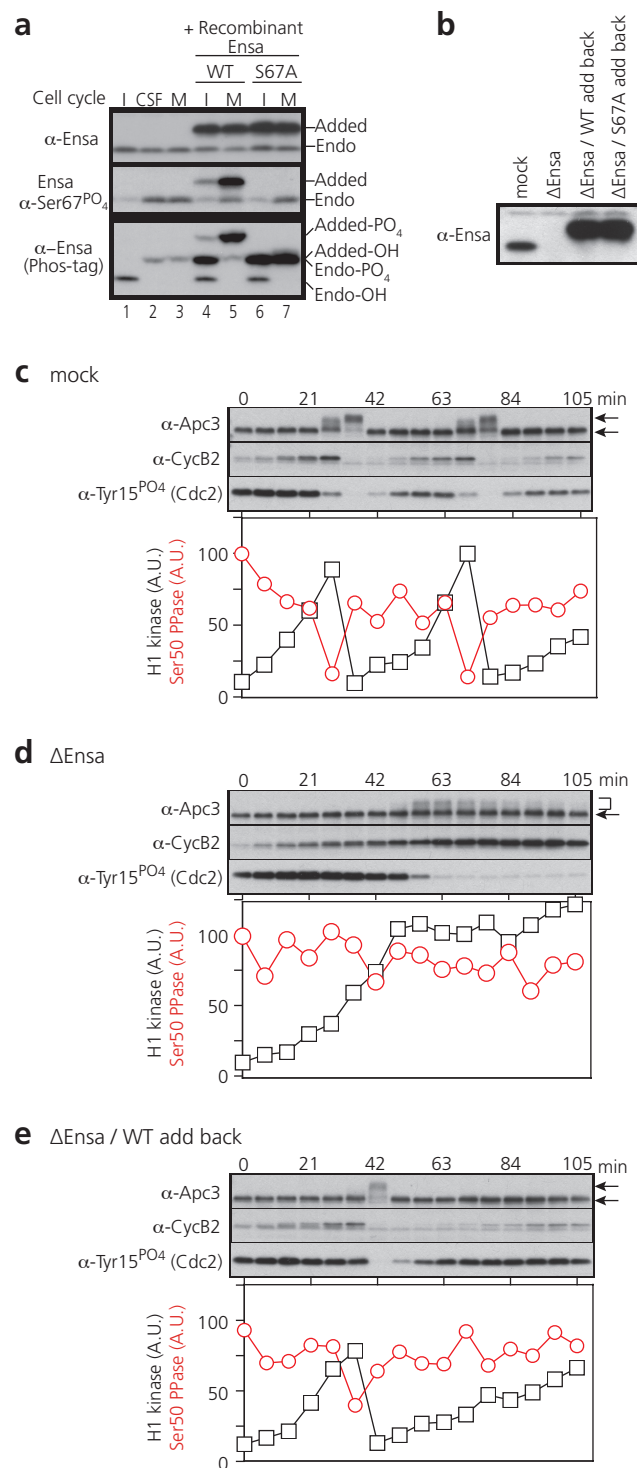 a
+ Recombinant
Ensa
WT S67A
Cell cycle I CSF M I M I M
α-Ensa
Added
Endo
Ensa
α-Ser67PO4
Added
Endo
α–Ensa
(Phos-tag)
Added-PO4
Added-OH
Endo-PO4
Endo-OH
1 2 3 4 5 6 7
b
mock
ΔEnsa
ΔEnsa / WT add back
ΔEnsa / S67A add back
α-Ensa
c mock
0 21 42 63 84 105 min
α-Apc3
α-CycB2
α-Tyr15PO4 (Cdc2)
H1 kinase (A.U.)
Ser50 PPase (A.U.)
100
50
0
d ΔEnsa
0 21 42 63 84 105 min
α-Apc3
α-CycB2
α-Tyr15PO4 (Cdc2)
H1 kinase (A.U.)
Ser50 PPase (A.U.)
100
50
0
e ΔEnsa / WT add back
0 21 42 63 84 105 min
α-Apc3
α-CycB2
α-Tyr15PO4 (Cdc2)
H1 kinase (A.U.)
Ser50 PPase (A.U.)
100
50
0